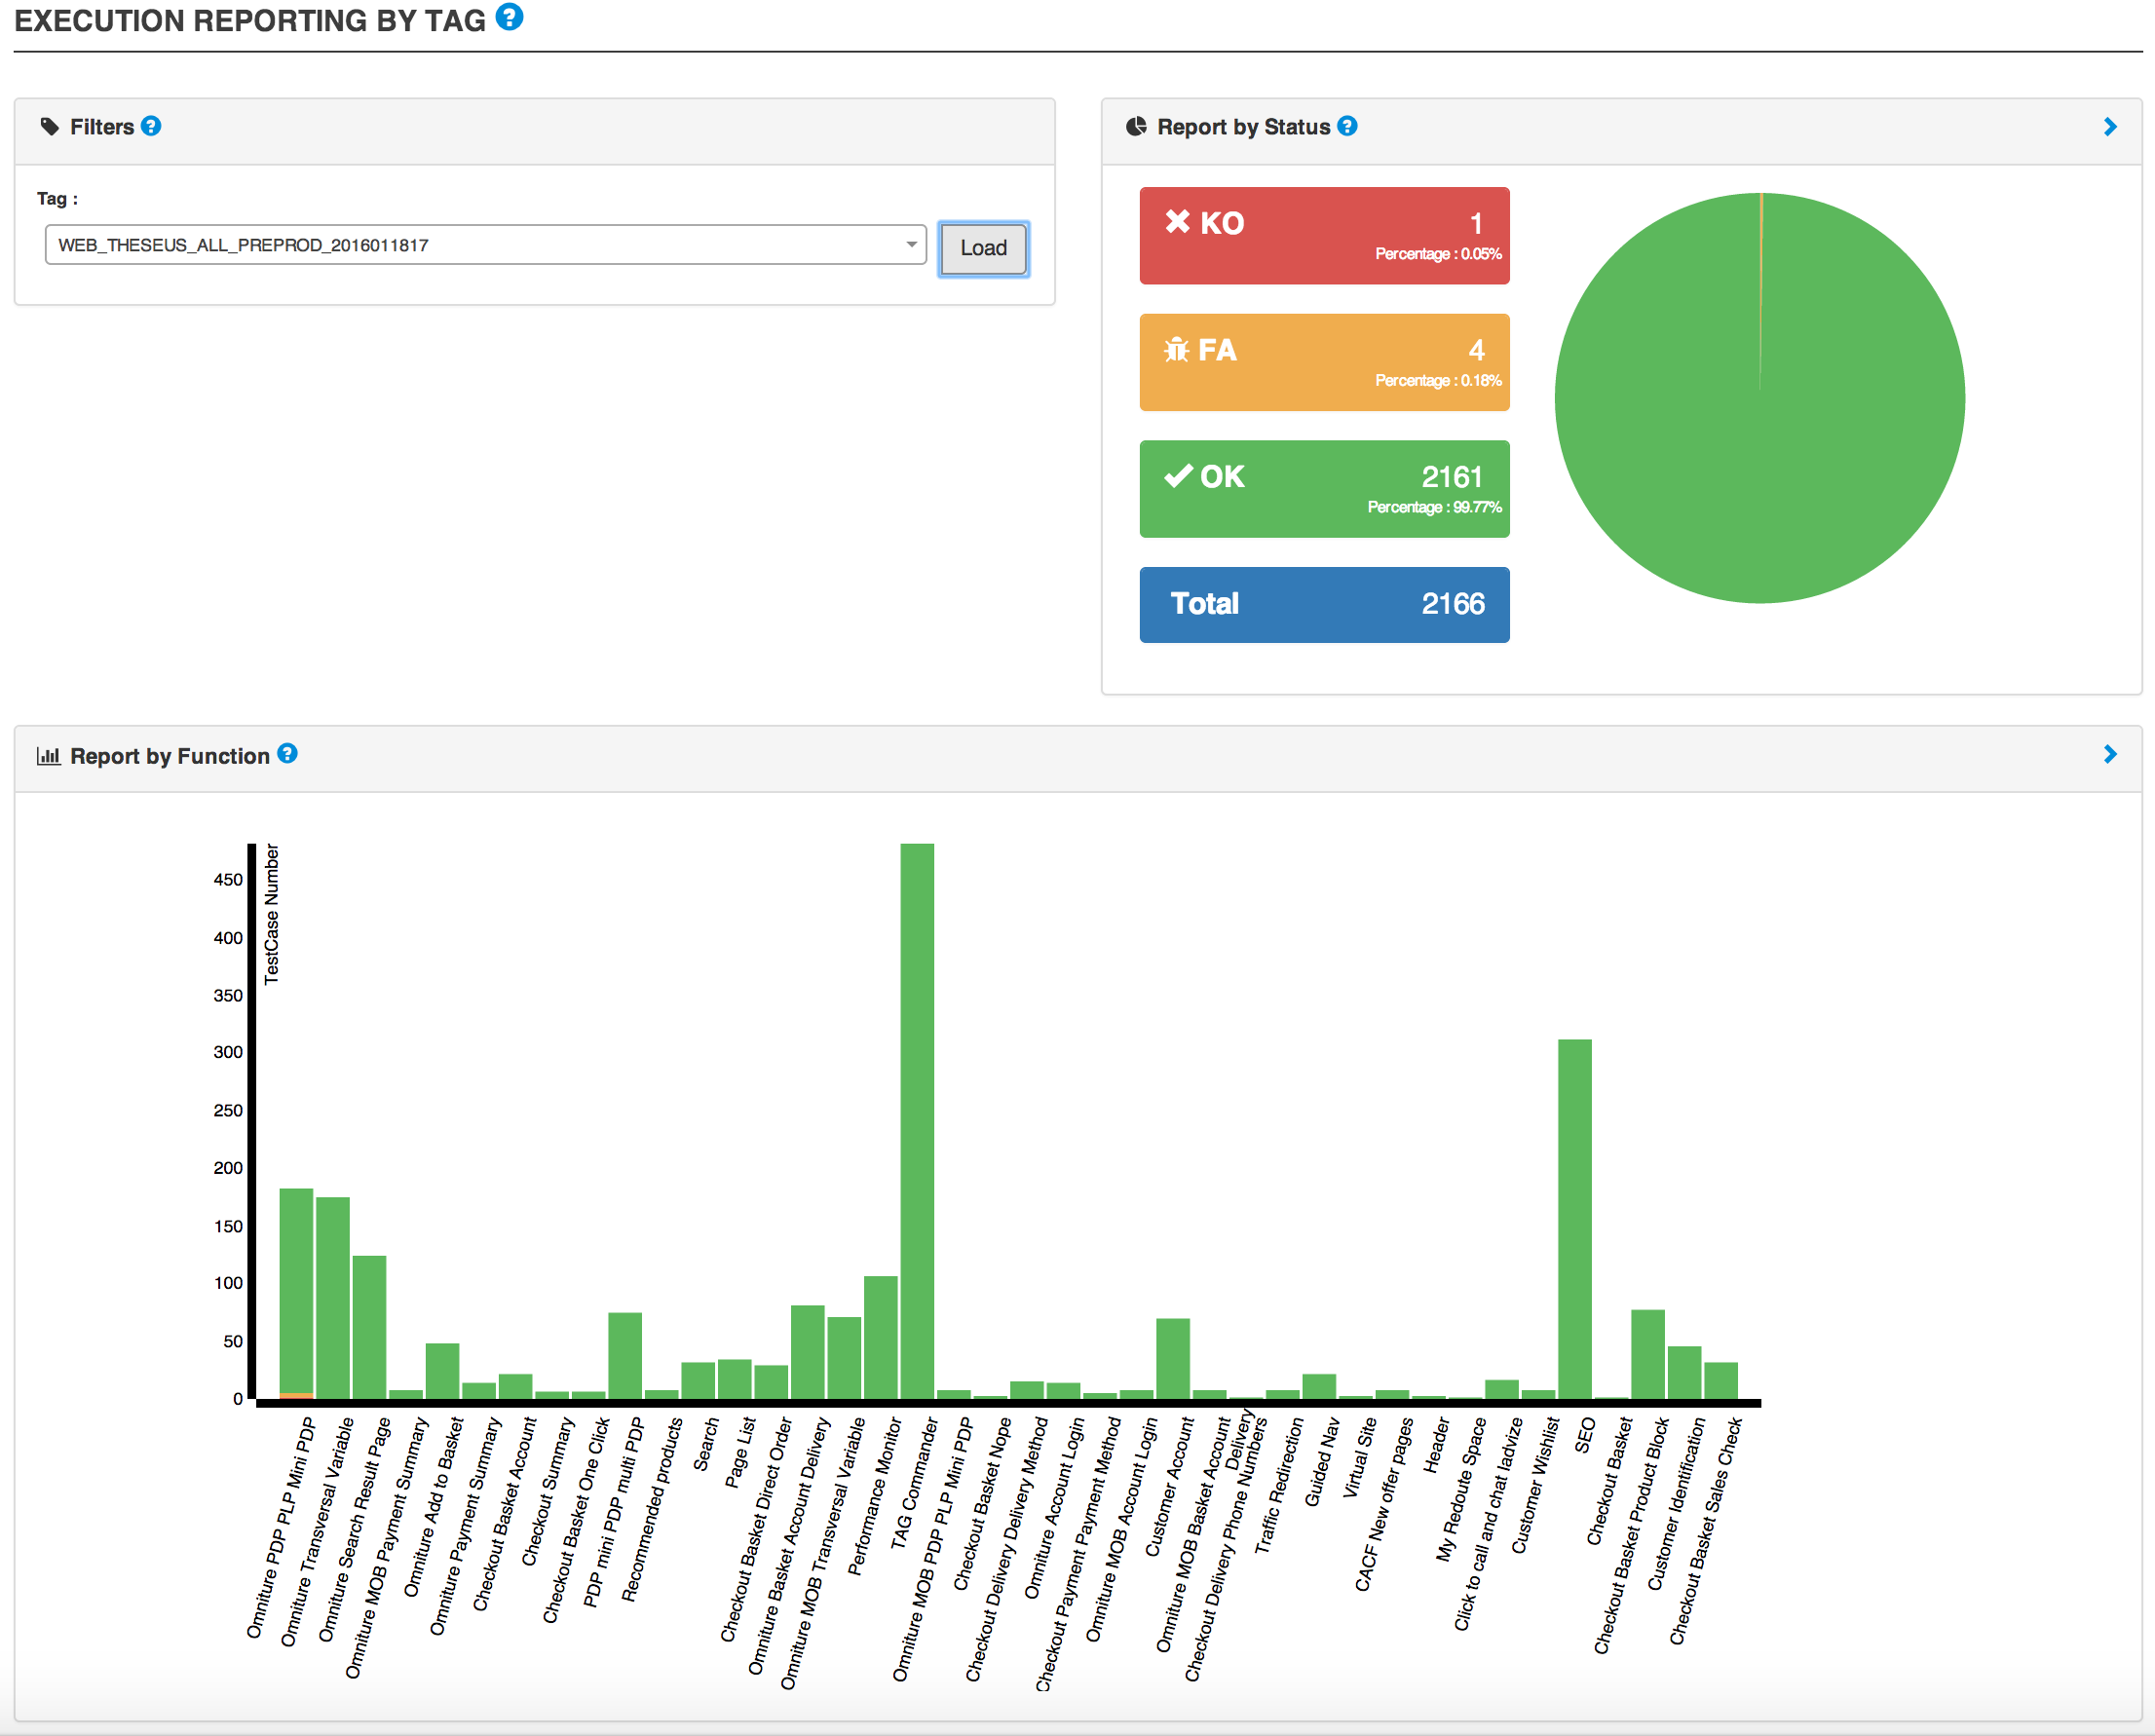 EXECUTION REPORTING BY TAG ?
Filters ?
Tag :
WEB_THESEUS_ALL_PREPROD_2016011817
Load
Report by Status ?
KO 1
Percentage : 0.05%
FA 4
Percentage : 0.18%
OK 2161
Percentage : 99.77%
Total 2166
Report by Function ?
TestCase Number
450
400
350
300
250
200
150
100
50
0
Omniture PDP PLP Mini PDP
Omniture Transversal Variable
Omniture Search Result Page
Omniture MOB Payment Summary
Omniture Add to Basket
Omniture Payment Summary
Checkout Basket Account
Checkout Summary
Checkout Basket One Click
PDP mini PDP multi PDP
Recommended products
Search
Page List
Checkout Basket Direct Order
Omniture Basket Account Delivery
Omniture MOB Transversal Variable
Performance Monitor
TAG Commander
Omniture MOB PDP PLP Mini PDP
Checkout Basket Nope
Checkout Delivery Method
Omniture Account Login
Checkout Payment Payment Method
Omniture MOB Account Login
Customer Account
Omniture MOB Basket Account
Delivery
Checkout Delivery Phone Numbers
Traffic Redirection
Guided Nav
Virtual Site
CACF New offer pages
Header
My Redoute Space
Click to call and chat Iadvize
Customer Wishlist
SEO
Checkout Basket
Checkout Basket Product Block
Customer Identification
Checkout Basket Sales Check